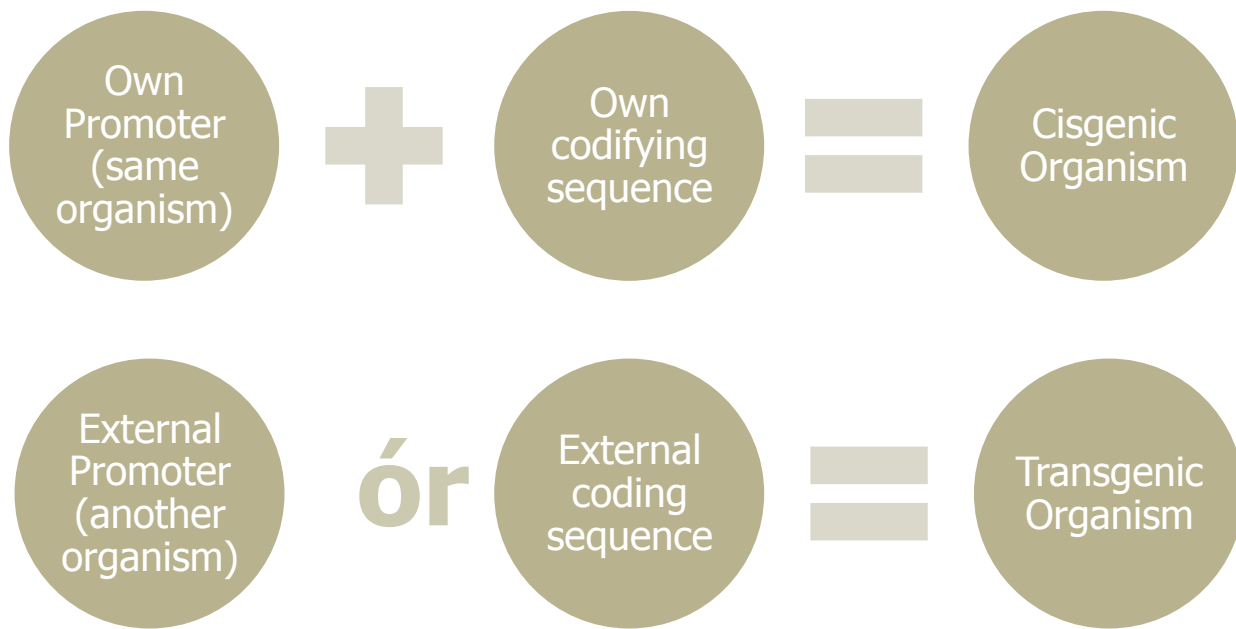 Own
Promoter
(same
organism)
Own
codifying
sequence
Cisgenic
Organism
External
Promoter
(another
organism)
ór
External
coding
sequence
Transgenic
Organism